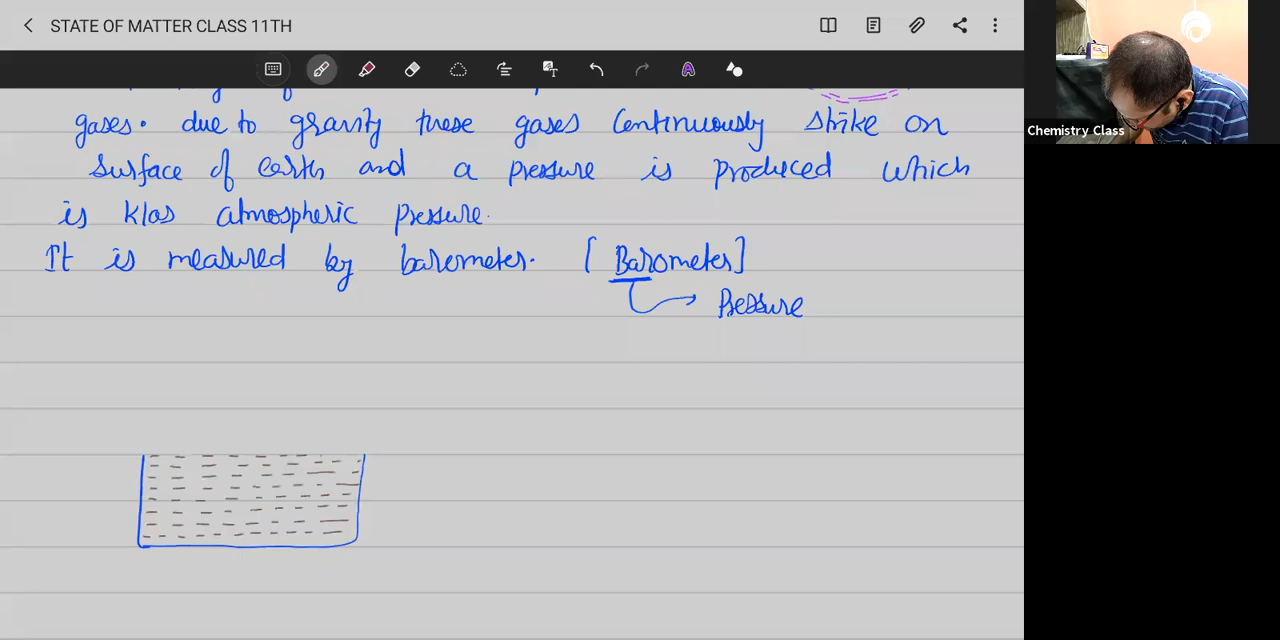 STATE OF MATTER CLASS 11TH
gases. due to gravity these gases continuously strike on
Surface of earth and a pressure is produced which
is klas atmospheric pressure.
It is measured by barometer. [Barometer]
Pressure
Chemistry Class